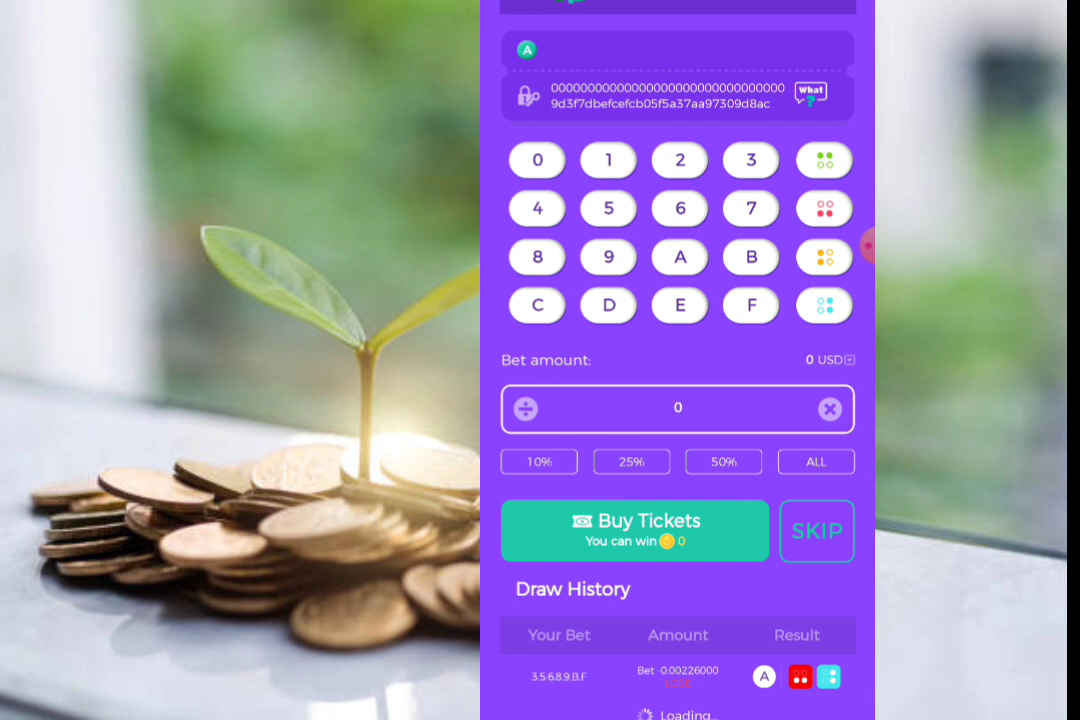 A
00000000000000000000000000000000
9d3f7dbefcefcb05f5a37aa97309d8ac
What
?
0 1 2 3
4 5 6 7
8 9 A B
C D E F
Bet amount: 0 USD
0
10% 25% 50% ALL
Buy Tickets
You can win 0
SKIP
Draw History
Your Bet Amount Result
3.5.6.8.9.B.F
Bet -0.00226000
A
LOSE
Loading...